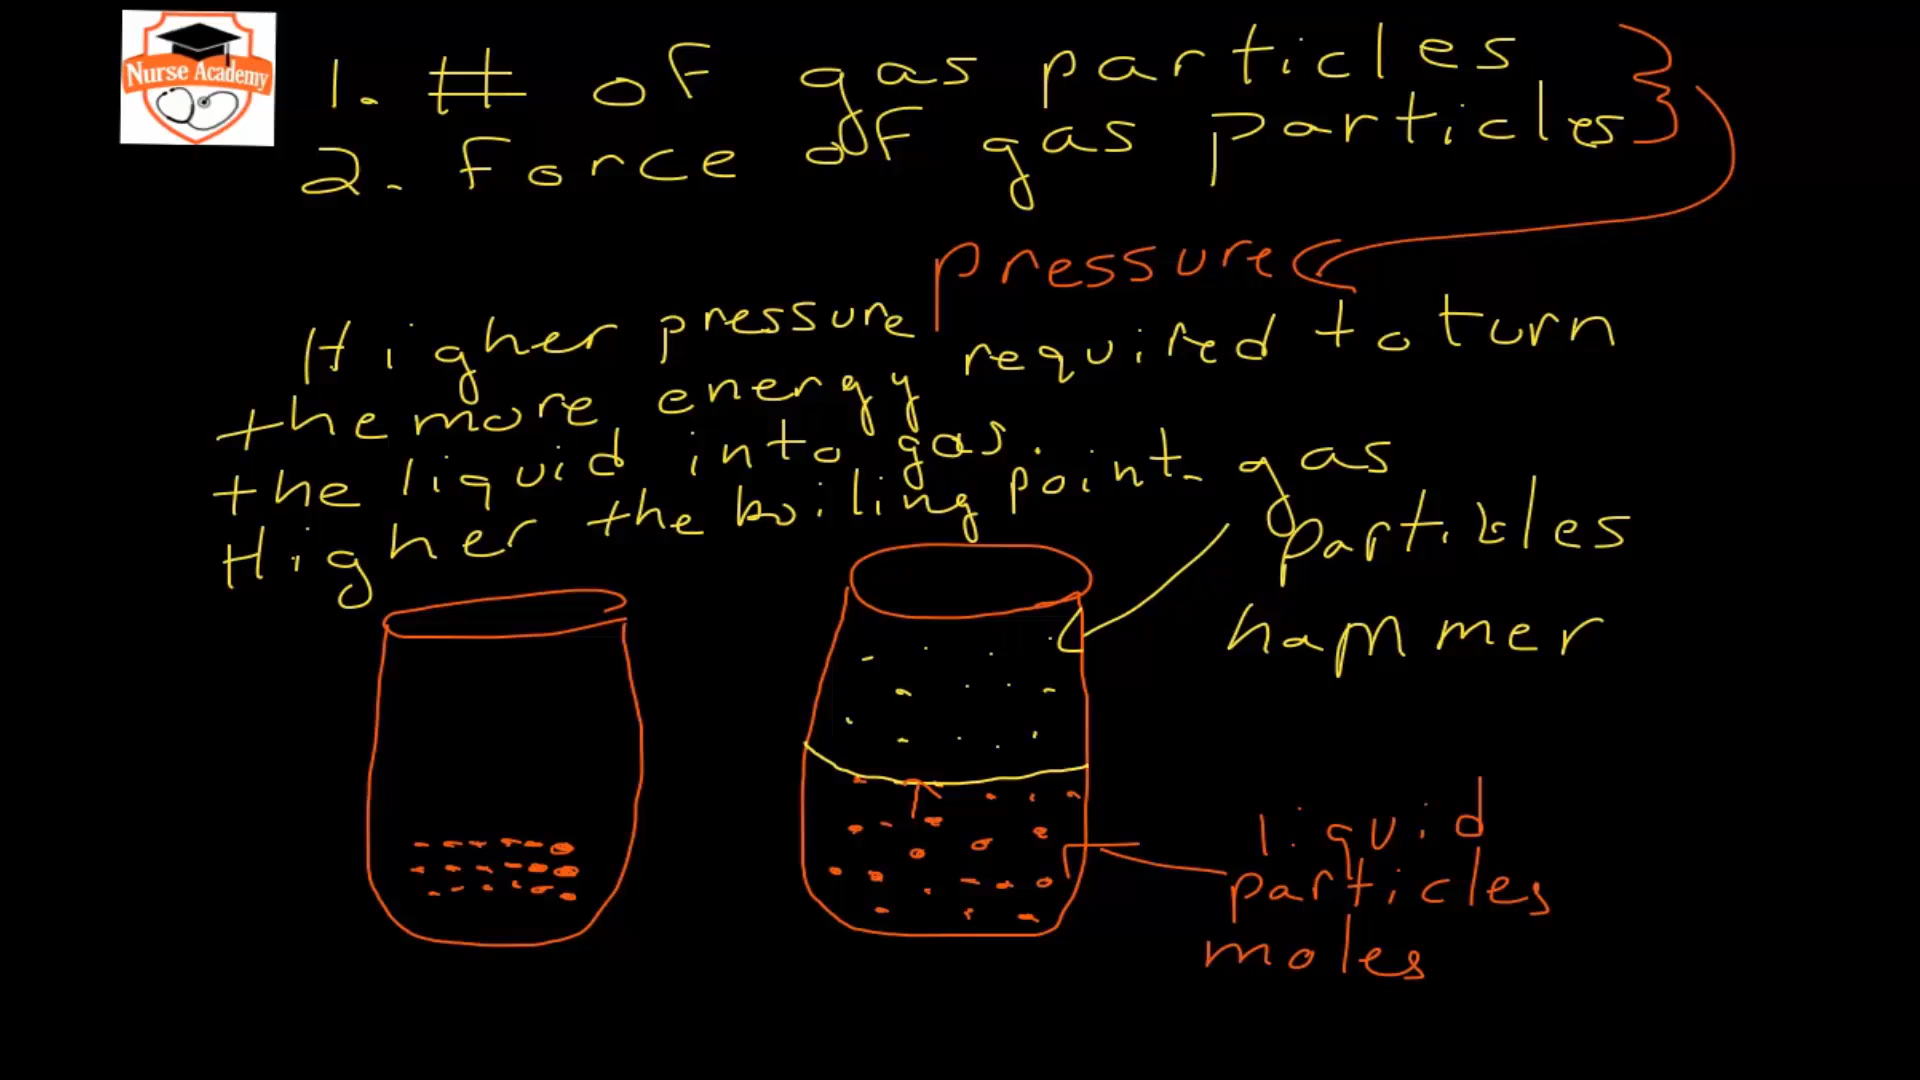 Nurse Academy
1. # of gas particles
2. Force of gas particles
pressure
Higher pressure
the more energy required to turn
the liquid into gas.
Higher the boiling point.
gas
particles
hammer
liquid
particles
moles